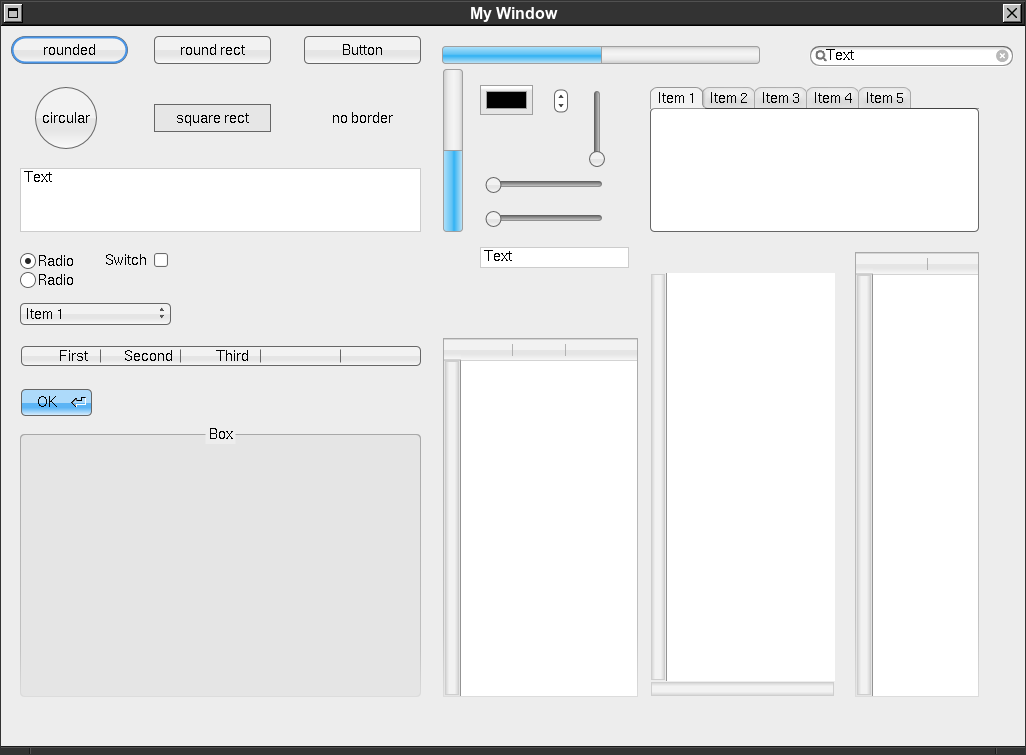 My Window
rounded
round rect
Button
Text
circular
square rect
no border
Item 1
Item 2
Item 3
Item 4
Item 5
Text
Radio
Switch
Radio
Text
Item 1
First
Second
Third
OK
Box